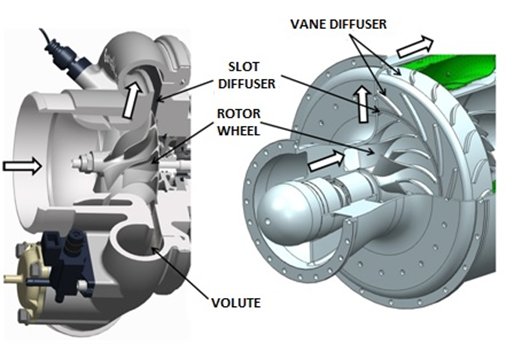 VANE DIFFUSER
SLOT
DIFFUSER
ROTOR
WHEEL
VOLUTE